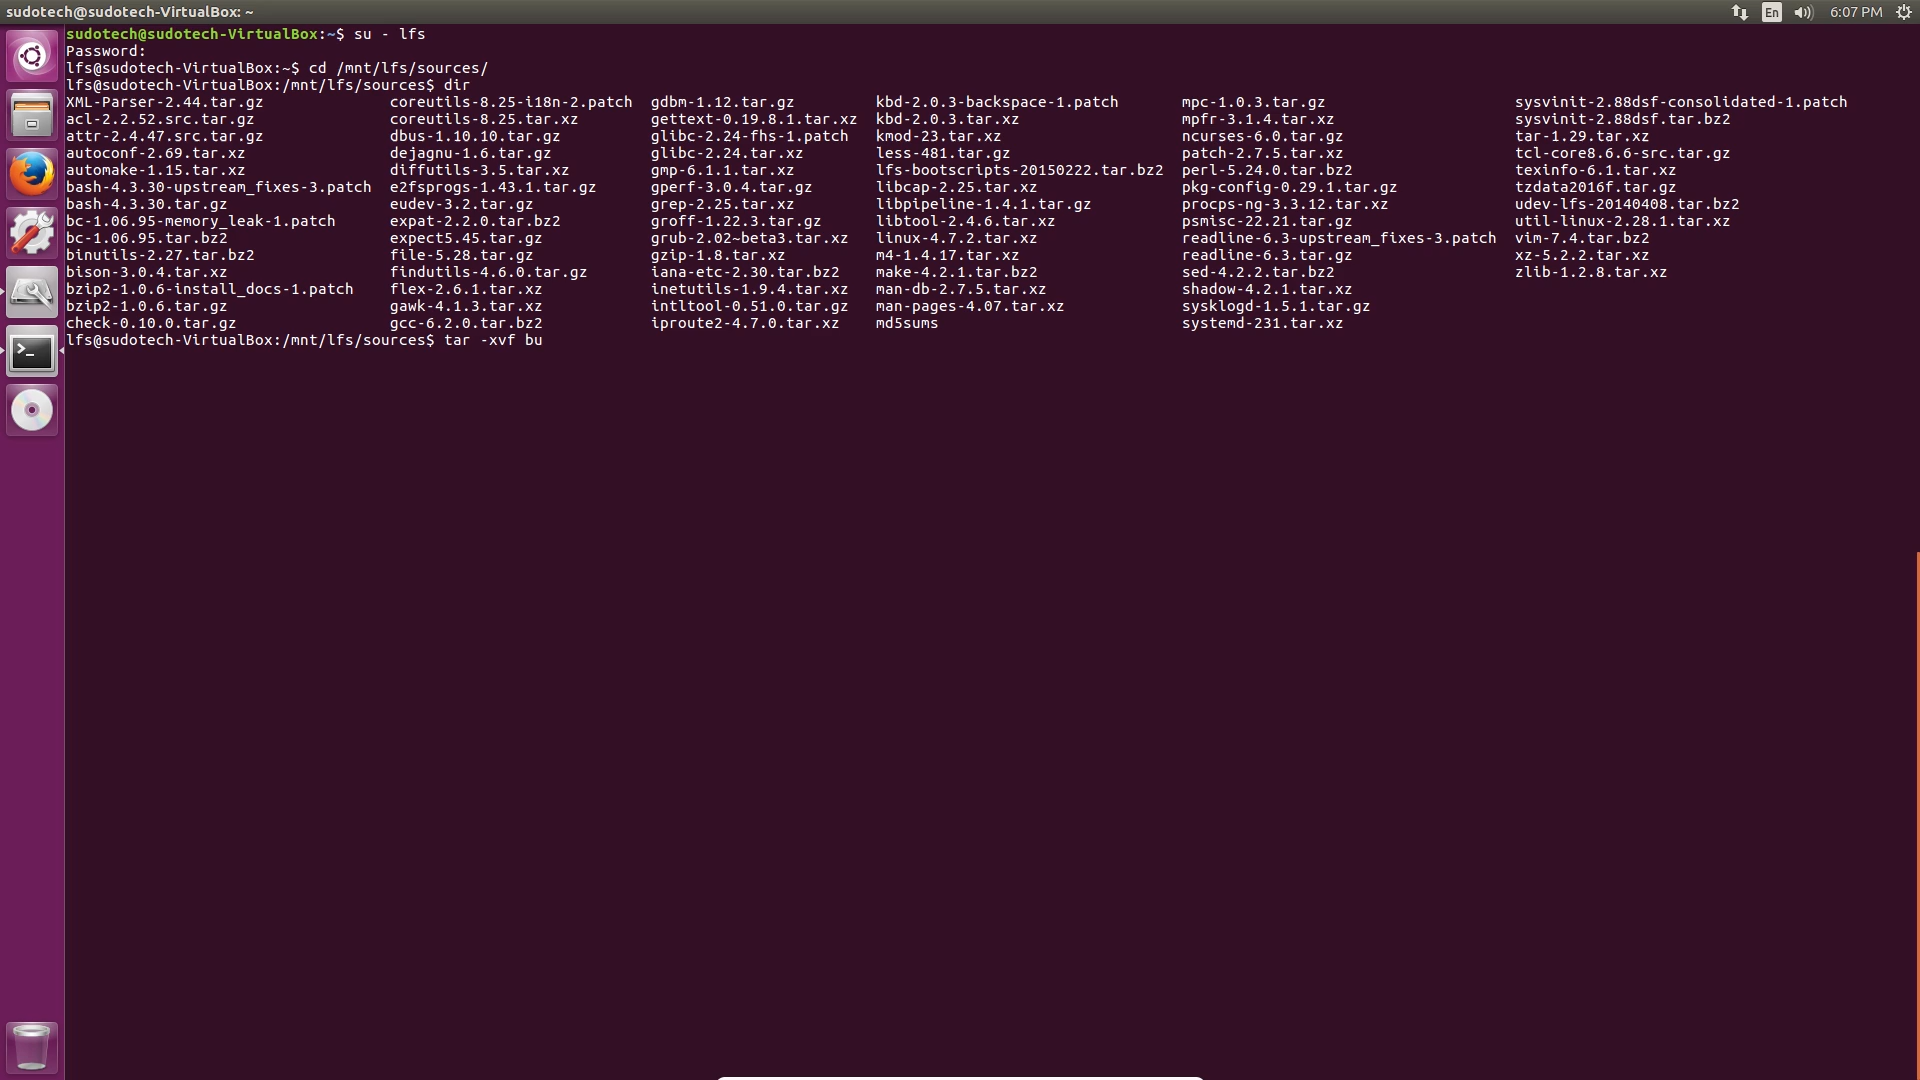 sudotech@sudotech-VirtualBox: ~ En 6:07 PM
sudotech@sudotech-VirtualBox:~$ su - lfs
Password:
lfs@sudotech-VirtualBox:~$ cd /mnt/lfs/sources/
lfs@sudotech-VirtualBox:/mnt/lfs/sources$ dir
XML-Parser-2.44.tar.gz coreutils-8.25-i18n-2.patch gdbm-1.12.tar.gz kbd-2.0.3-backspace-1.patch mpc-1.0.3.tar.gz sysvinit-2.88dsf-consolidated-1.patch
acl-2.2.52.src.tar.gz coreutils-8.25.tar.xz gettext-0.19.8.1.tar.xz kbd-2.0.3.tar.xz mpfr-3.1.4.tar.xz sysvinit-2.88dsf.tar.bz2
attr-2.4.47.src.tar.gz dbus-1.10.10.tar.gz glibc-2.24-fhs-1.patch kmod-23.tar.xz ncurses-6.0.tar.gz tar-1.29.tar.xz
autoconf-2.69.tar.xz dejagnu-1.6.tar.gz glibc-2.24.tar.xz less-481.tar.gz patch-2.7.5.tar.xz tcl-core8.6.6-src.tar.gz
automake-1.15.tar.xz diffutils-3.5.tar.xz gmp-6.1.1.tar.xz lfs-bootscripts-20150222.tar.bz2 perl-5.24.0.tar.bz2 texinfo-6.1.tar.xz
bash-4.3.30-upstream_fixes-3.patch e2fsprogs-1.43.1.tar.gz gperf-3.0.4.tar.gz libcap-2.25.tar.xz pkg-config-0.29.1.tar.gz tzdata2016f.tar.gz
bash-4.3.30.tar.gz eudev-3.2.tar.gz grep-2.25.tar.xz libpipeline-1.4.1.tar.gz procps-ng-3.3.12.tar.xz udev-lfs-20140408.tar.bz2
bc-1.06.95-memory_leak-1.patch expat-2.2.0.tar.bz2 groff-1.22.3.tar.gz libtool-2.4.6.tar.xz psmisc-22.21.tar.gz util-linux-2.28.1.tar.xz
bc-1.06.95.tar.bz2 expect5.45.tar.gz grub-2.02~beta3.tar.xz linux-4.7.2.tar.xz readline-6.3-upstream_fixes-3.patch vim-7.4.tar.bz2
binutils-2.27.tar.bz2 file-5.28.tar.gz gzip-1.8.tar.xz m4-1.4.17.tar.xz readline-6.3.tar.gz xz-5.2.2.tar.xz
bison-3.0.4.tar.xz findutils-4.6.0.tar.gz iana-etc-2.30.tar.bz2 make-4.2.1.tar.bz2 sed-4.2.2.tar.bz2 zlib-1.2.8.tar.xz
bzip2-1.0.6-install_docs-1.patch flex-2.6.1.tar.xz inetutils-1.9.4.tar.xz man-db-2.7.5.tar.xz shadow-4.2.1.tar.xz
bzip2-1.0.6.tar.gz gawk-4.1.3.tar.xz intltool-0.51.0.tar.gz man-pages-4.07.tar.xz sysklogd-1.5.1.tar.gz
check-0.10.0.tar.gz gcc-6.2.0.tar.bz2 iproute2-4.7.0.tar.xz md5sums systemd-231.tar.xz
lfs@sudotech-VirtualBox:/mnt/lfs/sources$ tar -xvf bu